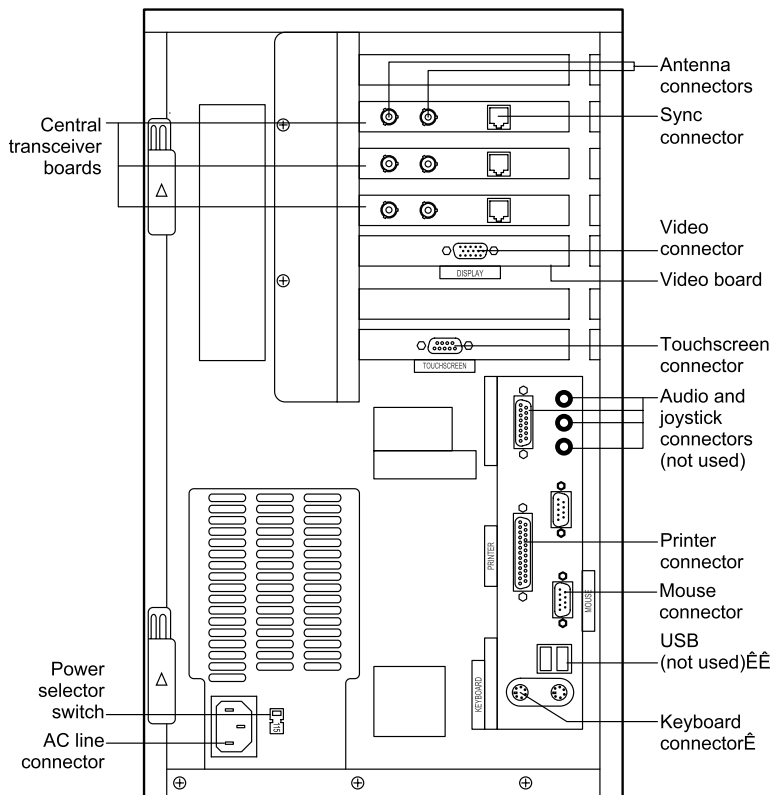 Antenna
connectors
Sync
connector
Central
transceiver
boards
Video
connector
DISPLAY
Video board
Touchscreen
connector
TOUCHSCREEN
Audio and
joystick
connectors
(not used)
PRINTER
Printer
connector
Mouse
connector
MOUSE
USB
(not used)ÊÊ
KEYBOARD
Keyboard
connectorÊ
Power
selector
switch
115
AC line
connector